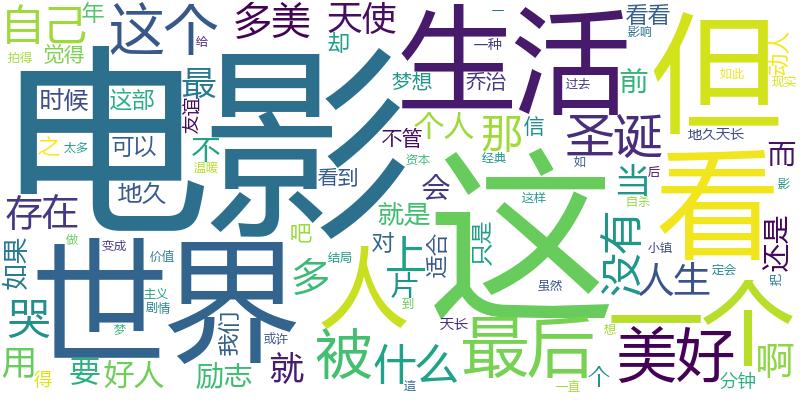 自己
年
这个
多美
天使
生活
但
看看
影响
动人
给
却
一
一种
拍得
觉得
最
电影
梦想
乔治
过去
前
如此
现实
时候
这部
友谊
个人
那
信
圣诞
地久天长
而
之
太多
可以
不
不管
看
温暖
看到
资本
经典
如
当
后
影
地久
会
这
这样
自杀
存在
就是
没有
还是
吧
对
上
适合
只是
小镇
如果
做
变成
价值
世界
多
结局
人
片
到
虽然
人生
定会
把
哭
主义
剧情
我们
天长
最后
想
一个
梦
或许
被
什么
美好
啊
用
得
要
好人
励志
就
這
一直
个
分钟